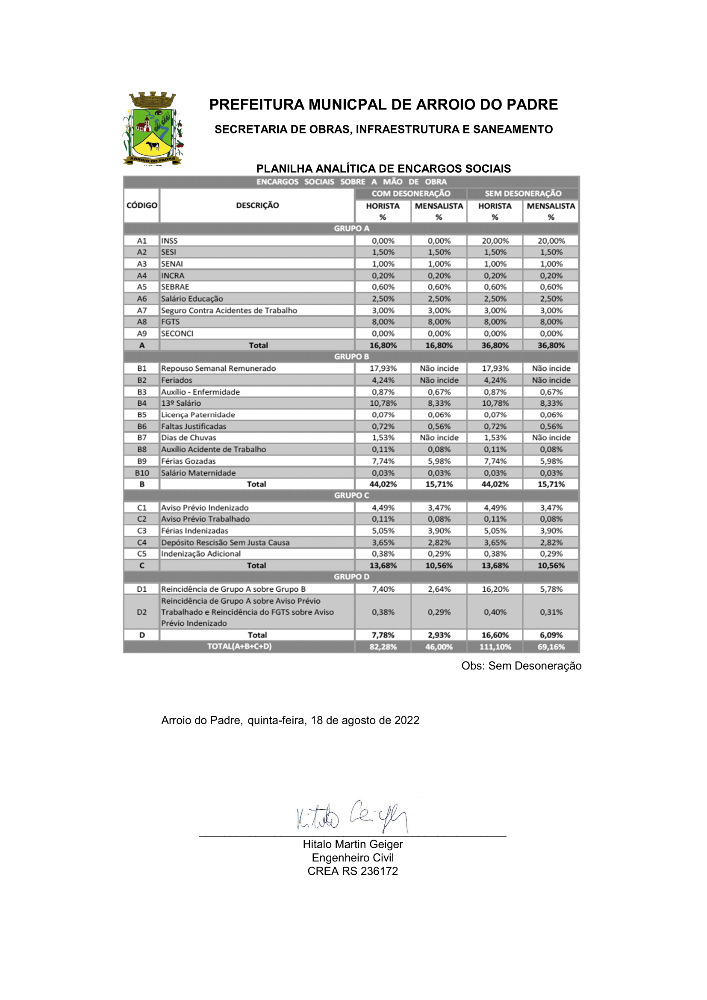 PREFEITURA MUNICPAL DE ARROIO DO PADRE
SECRETARIA DE OBRAS, INFRAESTRUTURA E SANEAMENTO
ARROIO DO PADRE
17-04-1996
PLANILHA ANALÍTICA DE ENCARGOS SOCIAIS
ENCARGOS SOCIAIS SOBRE A MÃO DE OBRA
CÓDIGO DESCRIÇÃO COM DESONERAÇÃO SEM DESONERAÇÃO
HORISTA MENSALISTA HORISTA MENSALISTA
% % % %
GRUPO A
A1 INSS 0,00% 0,00% 20,00% 20,00%
A2 SESI 1,50% 1,50% 1,50% 1,50%
A3 SENAI 1,00% 1,00% 1,00% 1,00%
A4 INCRA 0,20% 0,20% 0,20% 0,20%
A5 SEBRAE 0,60% 0,60% 0,60% 0,60%
A6 Salário Educação 2,50% 2,50% 2,50% 2,50%
A7 Seguro Contra Acidentes de Trabalho 3,00% 3,00% 3,00% 3,00%
A8 FGTS 8,00% 8,00% 8,00% 8,00%
A9 SECONCI 0,00% 0,00% 0,00% 0,00%
A Total 16,80% 16,80% 36,80% 36,80%
GRUPO B
B1 Repouso Semanal Remunerado 17,93% Não incide 17,93% Não incide
B2 Feriados 4,24% Não incide 4,24% Não incide
B3 Auxílio - Enfermidade 0,87% 0,67% 0,87% 0,67%
B4 13º Salário 10,78% 8,33% 10,78% 8,33%
B5 Licença Paternidade 0,07% 0,06% 0,07% 0,06%
B6 Faltas Justificadas 0,72% 0,56% 0,72% 0,56%
B7 Dias de Chuvas 1,53% Não incide 1,53% Não incide
B8 Auxílio Acidente de Trabalho 0,11% 0,08% 0,11% 0,08%
B9 Férias Gozadas 7,74% 5,98% 7,74% 5,98%
B10 Salário Maternidade 0,03% 0,03% 0,03% 0,03%
B Total 44,02% 15,71% 44,02% 15,71%
GRUPO C
C1 Aviso Prévio Indenizado 4,49% 3,47% 4,49% 3,47%
C2 Aviso Prévio Trabalhado 0,11% 0,08% 0,11% 0,08%
C3 Férias Indenizadas 5,05% 3,90% 5,05% 3,90%
C4 Depósito Rescisão Sem Justa Causa 3,65% 2,82% 3,65% 2,82%
C5 Indenização Adicional 0,38% 0,29% 0,38% 0,29%
C Total 13,68% 10,56% 13,68% 10,56%
GRUPO D
D1 Reincidência de Grupo A sobre Grupo B 7,40% 2,64% 16,20% 5,78%
Reincidência de Grupo A sobre Aviso Prévio
D2 Trabalhado e Reincidência do FGTS sobre Aviso 0,38% 0,29% 0,40% 0,31%
Prévio Indenizado
D Total 7,78% 2,93% 16,60% 6,09%
TOTAL(A+B+C+D) 82,28% 46,00% 111,10% 69,16%
Obs: Sem Desoneração
Arroio do Padre, quinta-feira, 18 de agosto de 2022
Hitalo Geiger
Hitalo Martin Geiger
Engenheiro Civil
CREA RS 236172